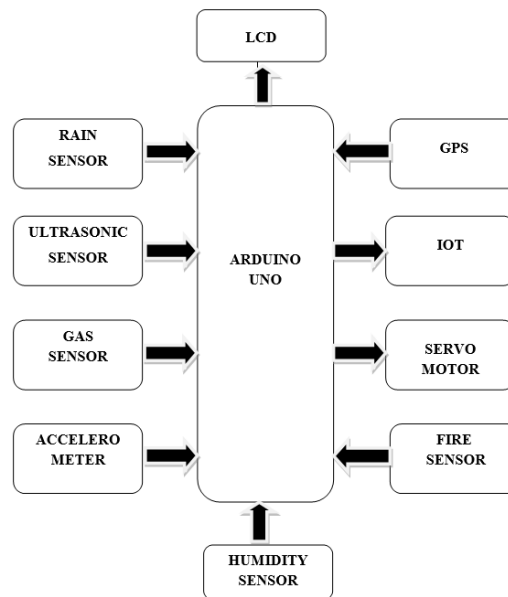 LCD
RAIN
SENSOR
GPS
ULTRASONIC
SENSOR
ARDUINO
UNO
IOT
GAS
SENSOR
SERVO
MOTOR
ACCELERO
METER
FIRE
SENSOR
HUMIDITY
SENSOR